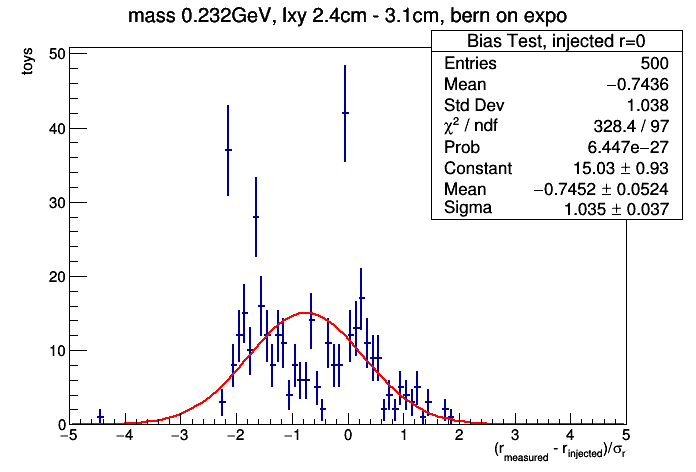 mass 0.232GeV, lxy 2.4cm - 3.1cm, bern on expo
Bias Test, injected r=0
Entries 500
Mean −0.7436
Std Dev 1.038
χ² / ndf 328.4 / 97
Prob 6.447e−27
Constant 15.03 ± 0.93
Mean −0.7452 ± 0.0524
Sigma 1.035 ± 0.037
toys
50
40
30
20
10
0
−5 −4 −3 −2 −1 0 1 2 3 4 5
(r_measured - r_injected)/σ_r